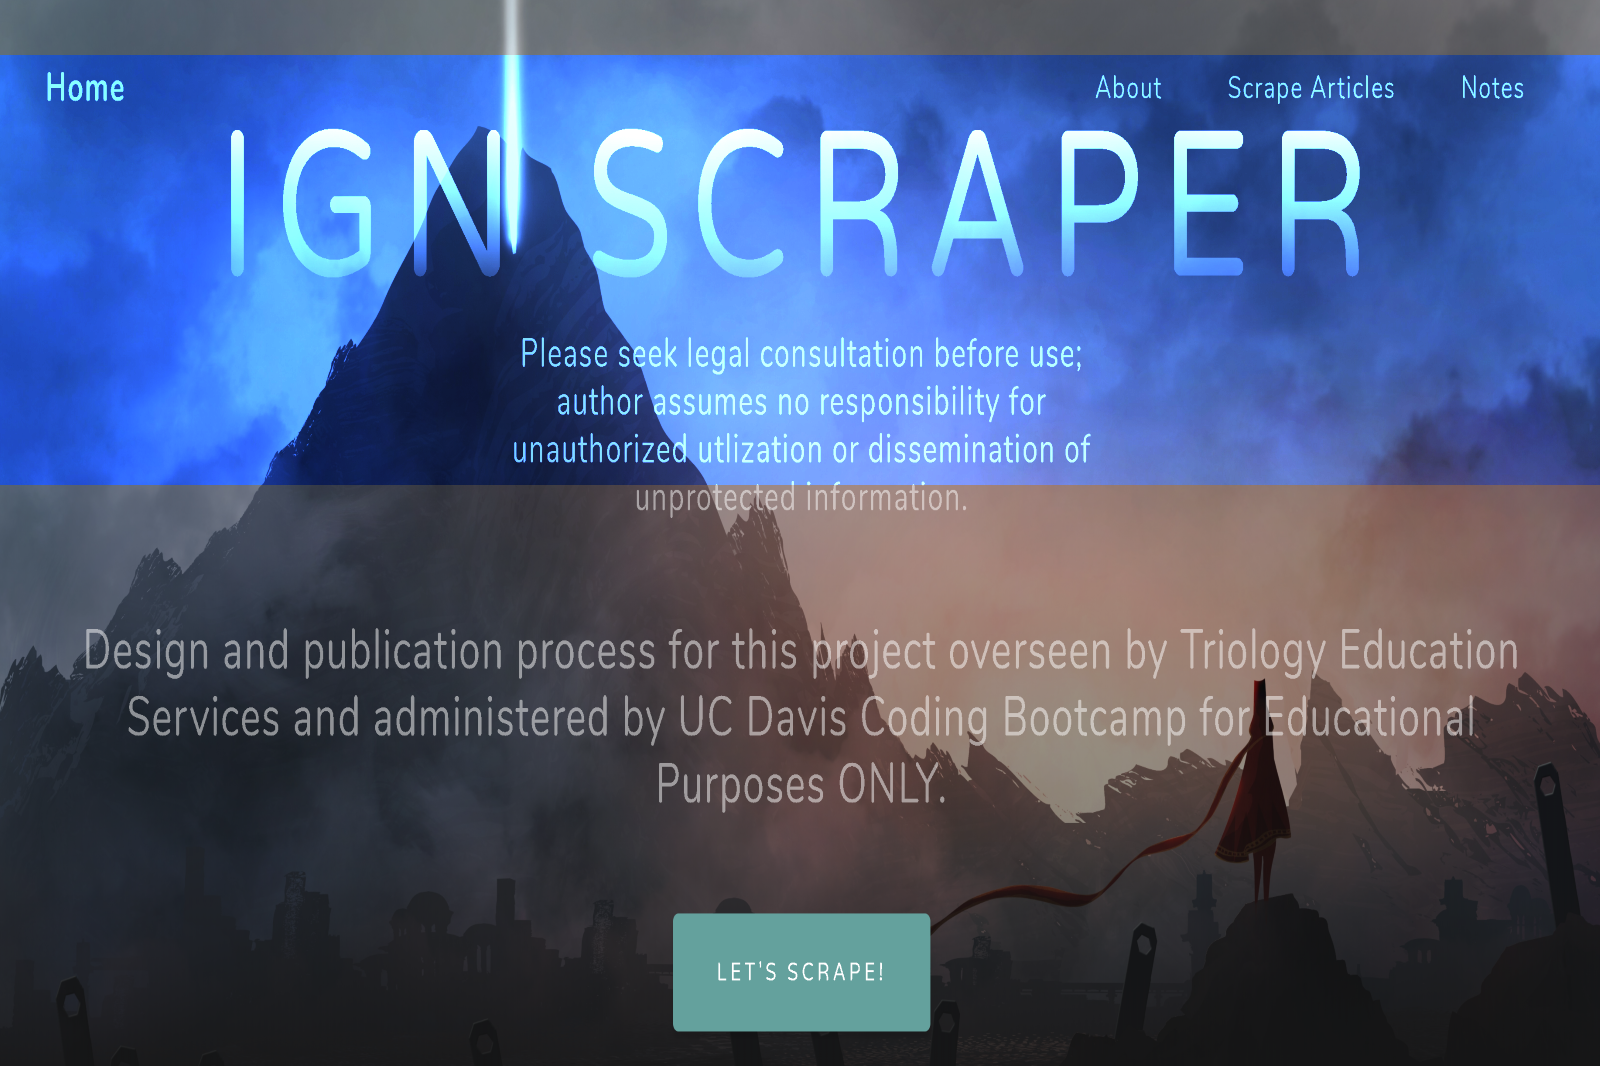 Home
About
Scrape Articles
Notes
IGN SCRAPER
Please seek legal consultation before use;
author assumes no responsibility for
unauthorized utlization or dissemination of
unprotected information.
Design and publication process for this project overseen by Triology Education
Services and administered by UC Davis Coding Bootcamp for Educational
Purposes ONLY.
LET'S SCRAPE!